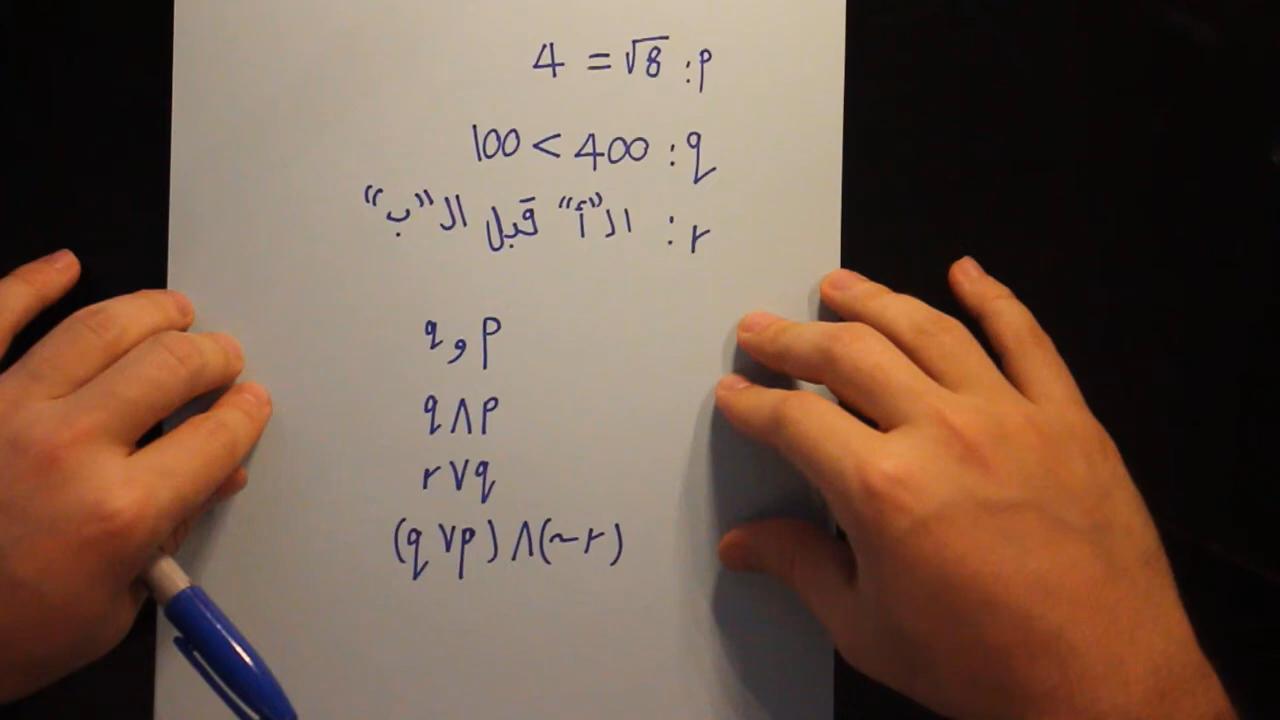 p: √8 = 4
q: 100 < 400
r: الـ "أ" قبل الـ "ب"
p و q
q ∧ p
r ∨ q
(q ∨ p) ∧ (~r)